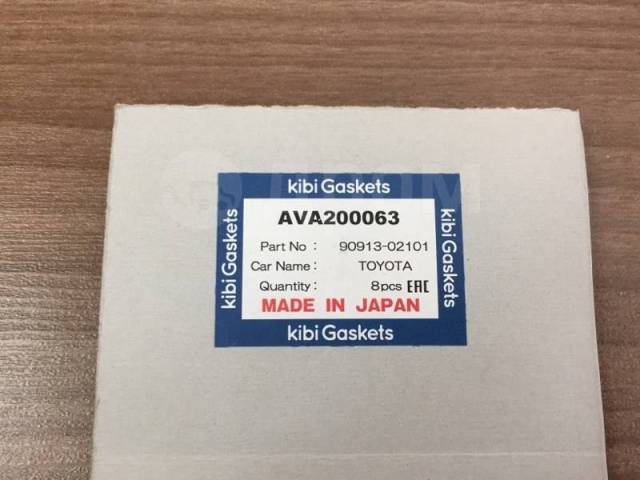 kibi Gaskets
kibi Gaskets
AVA200063
Part No : 90913-02101
Car Name : TOYOTA
Quantity : 8pcs EAC
MADE IN JAPAN
kibi Gaskets
kibi Gaskets